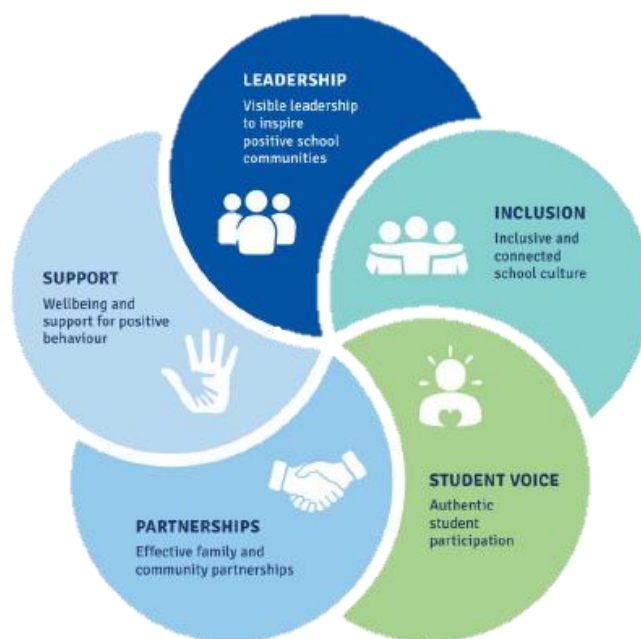 LEADERSHIP
Visible leadership
to inspire
positive school
communities
INCLUSION
Inclusive and
connected
school culture
STUDENT VOICE
Authentic
student
participation
PARTNERSHIPS
Effective family and
community partnerships
SUPPORT
Wellbeing and
support for positive
behaviour